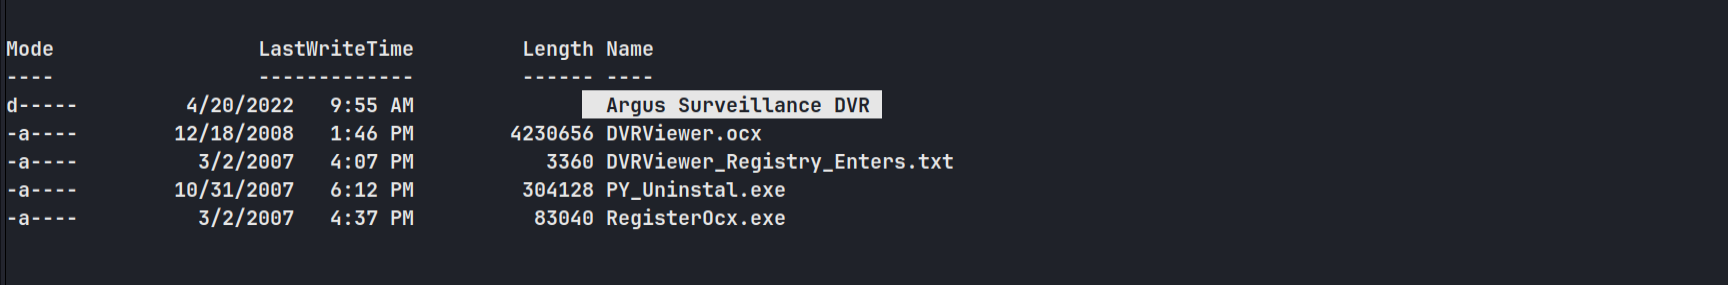 Mode                 LastWriteTime         Length Name
----                 -------------         ------ ----
d-----         4/20/2022   9:55 AM                Argus Surveillance DVR
-a----        12/18/2008   1:46 PM        4230656 DVRViewer.ocx
-a----          3/2/2007   4:07 PM           3360 DVRViewer_Registry_Enters.txt
-a----        10/31/2007   6:12 PM         304128 PY_Uninstal.exe
-a----          3/2/2007   4:37 PM          83040 RegisterOcx.exe